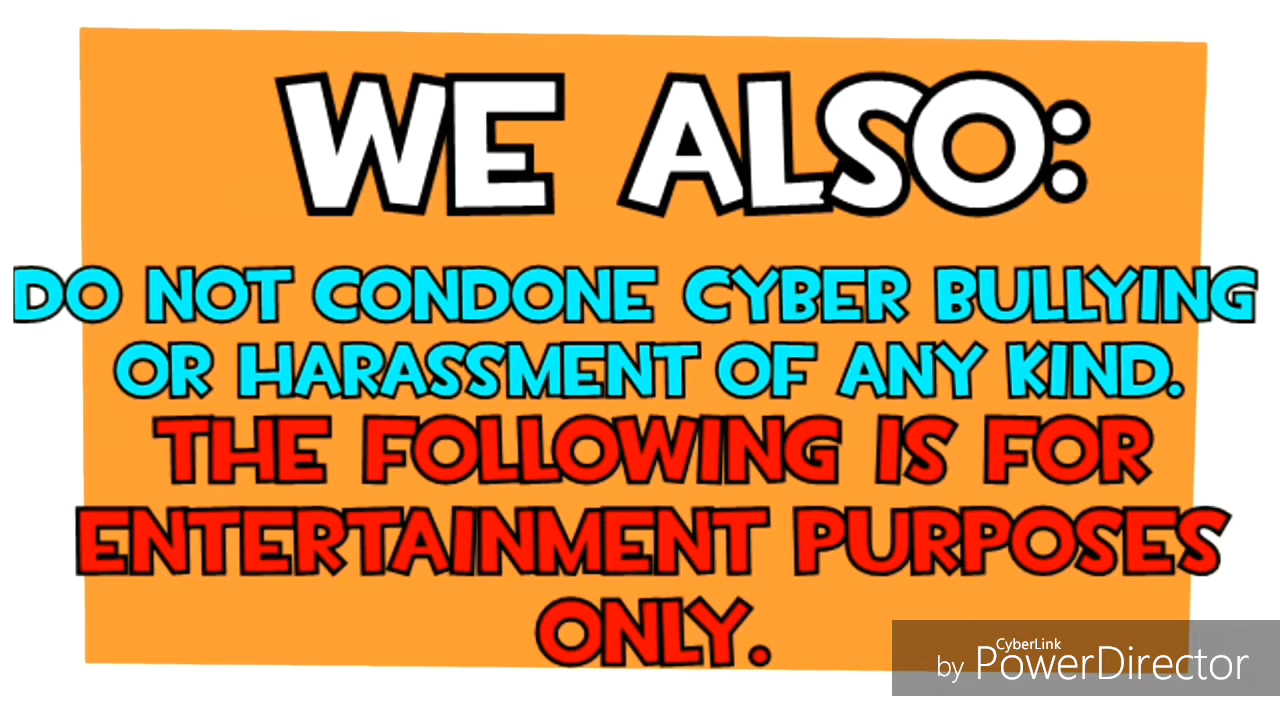 WE ALSO:
DO NOT CONDONE CYBER BULLYING
OR HARASSMENT OF ANY KIND.
THE FOLLOWING IS FOR
ENTERTAINMENT PURPOSES
ONLY.
CyberLink
by PowerDirector